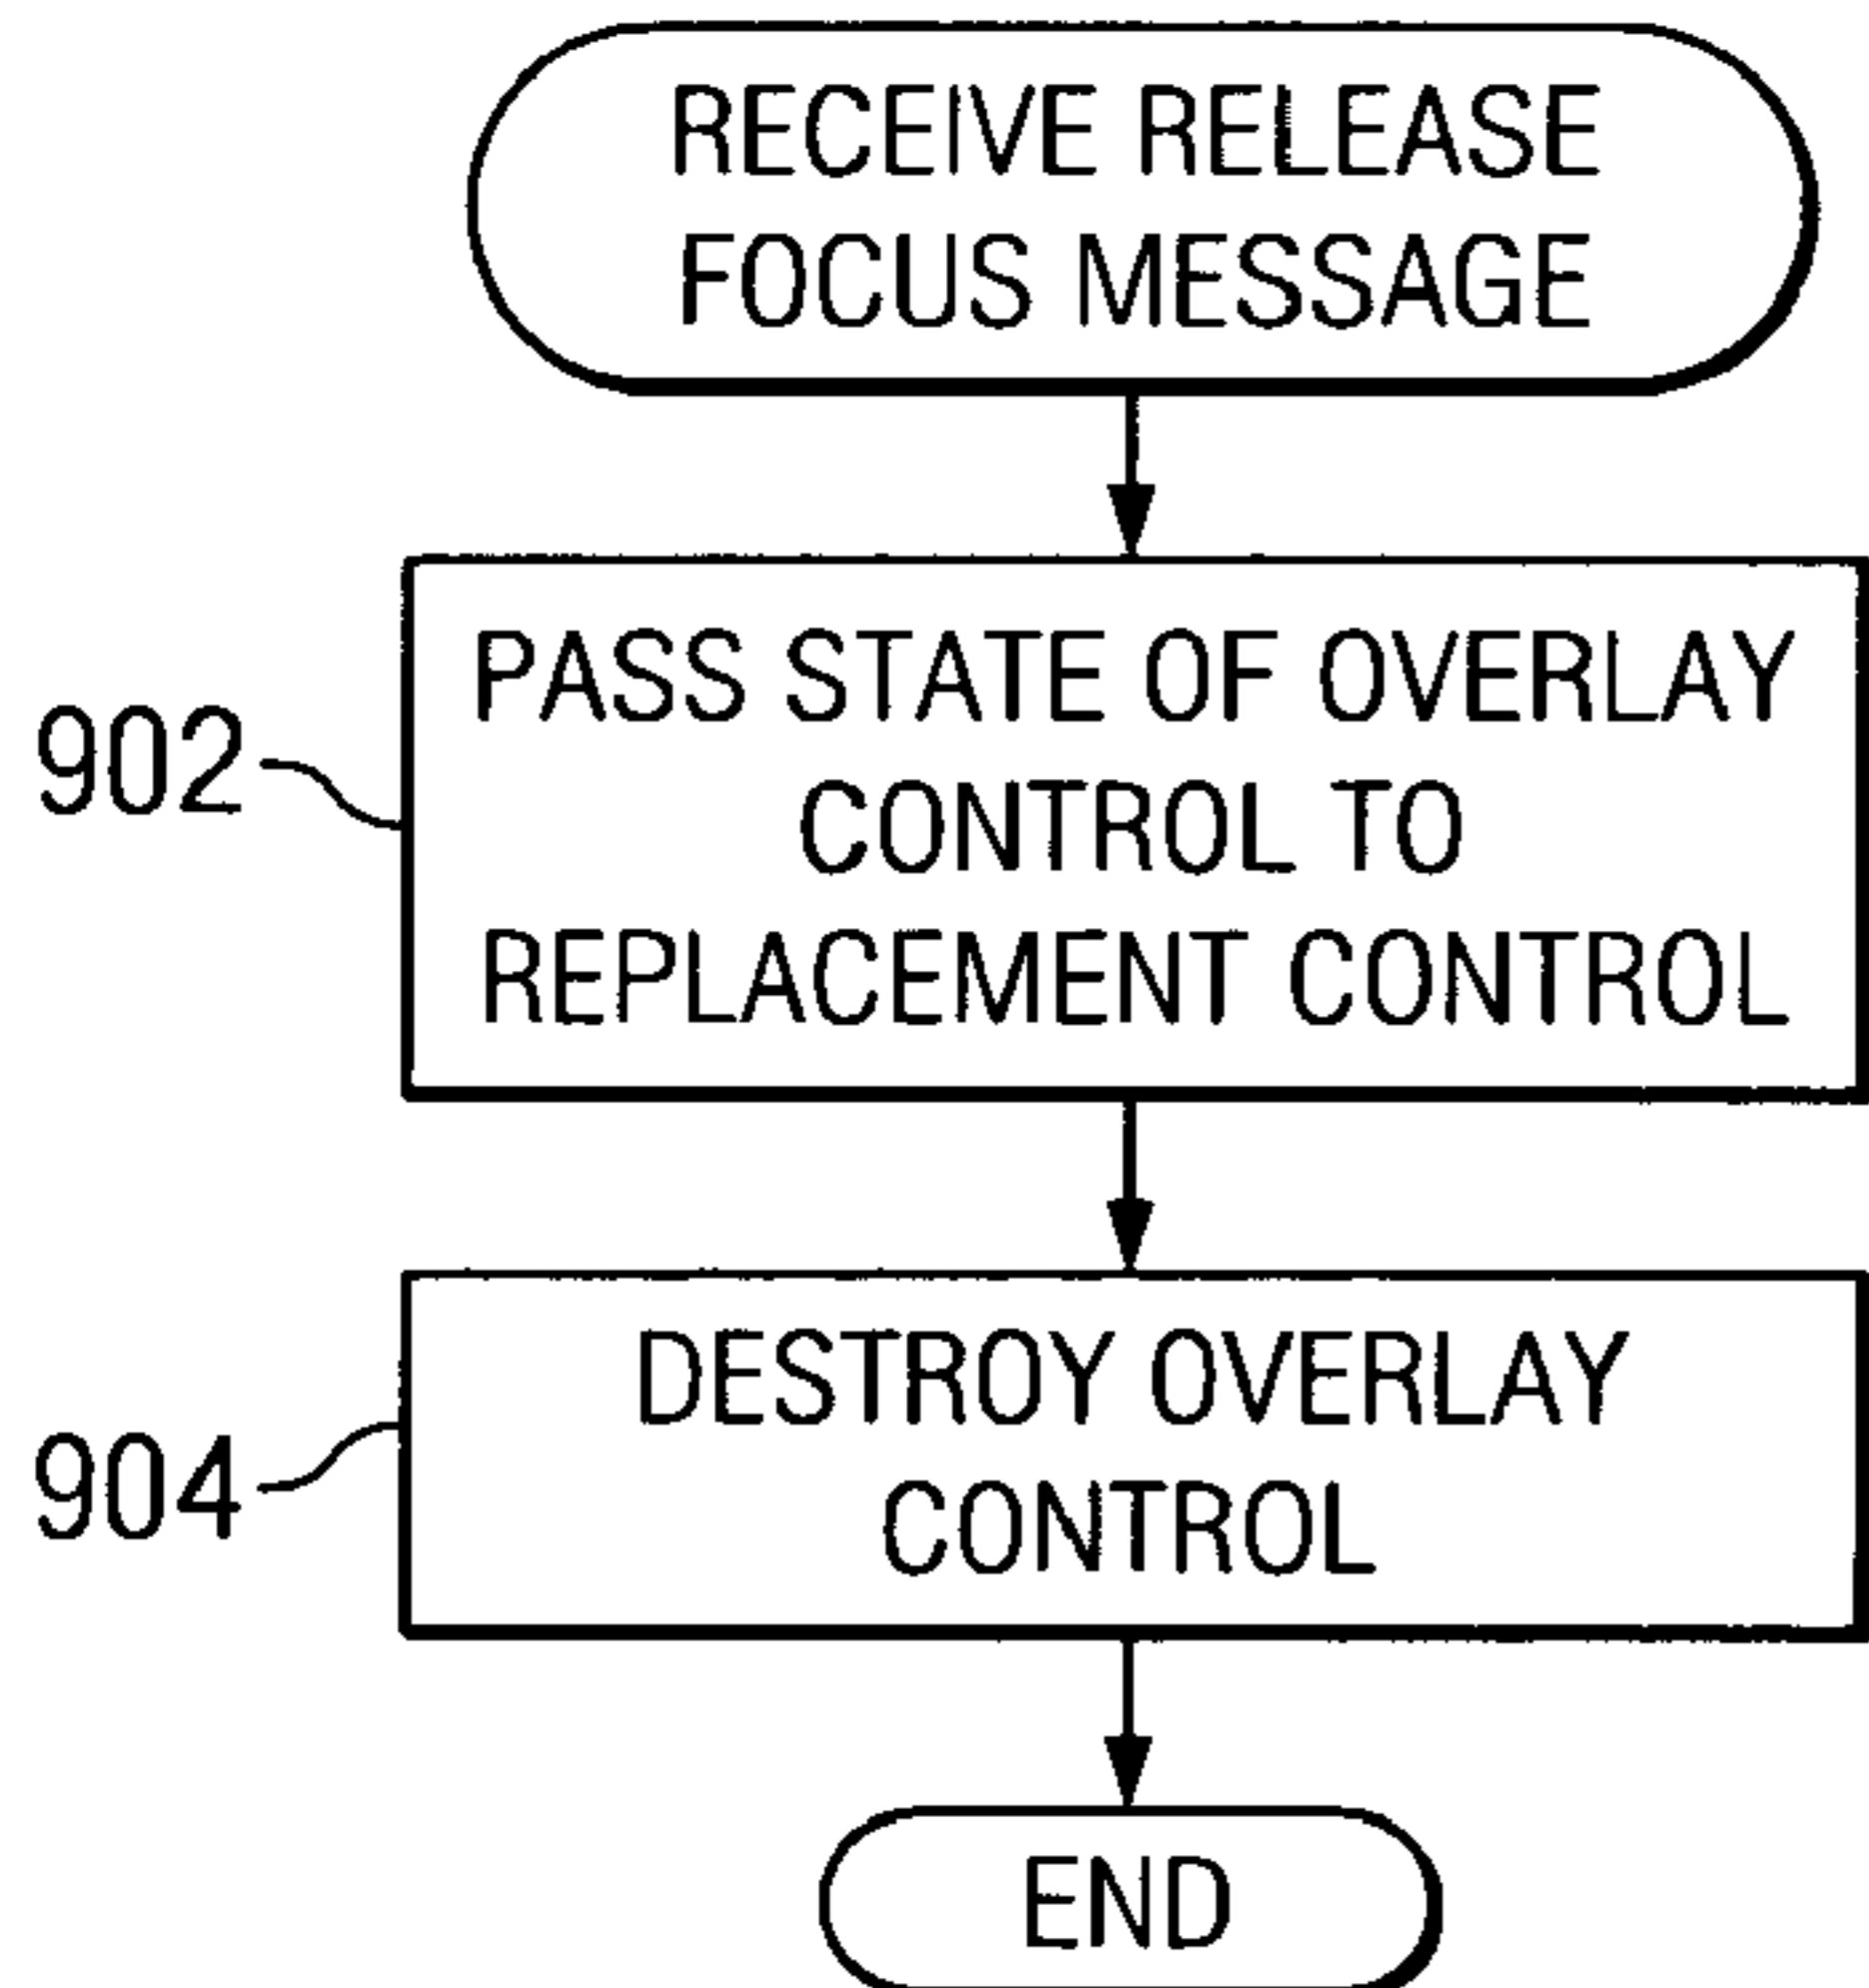 RECEIVE RELEASE
FOCUS MESSAGE
902
PASS STATE OF OVERLAY
CONTROL TO
REPLACEMENT CONTROL
904
DESTROY OVERLAY
CONTROL
END